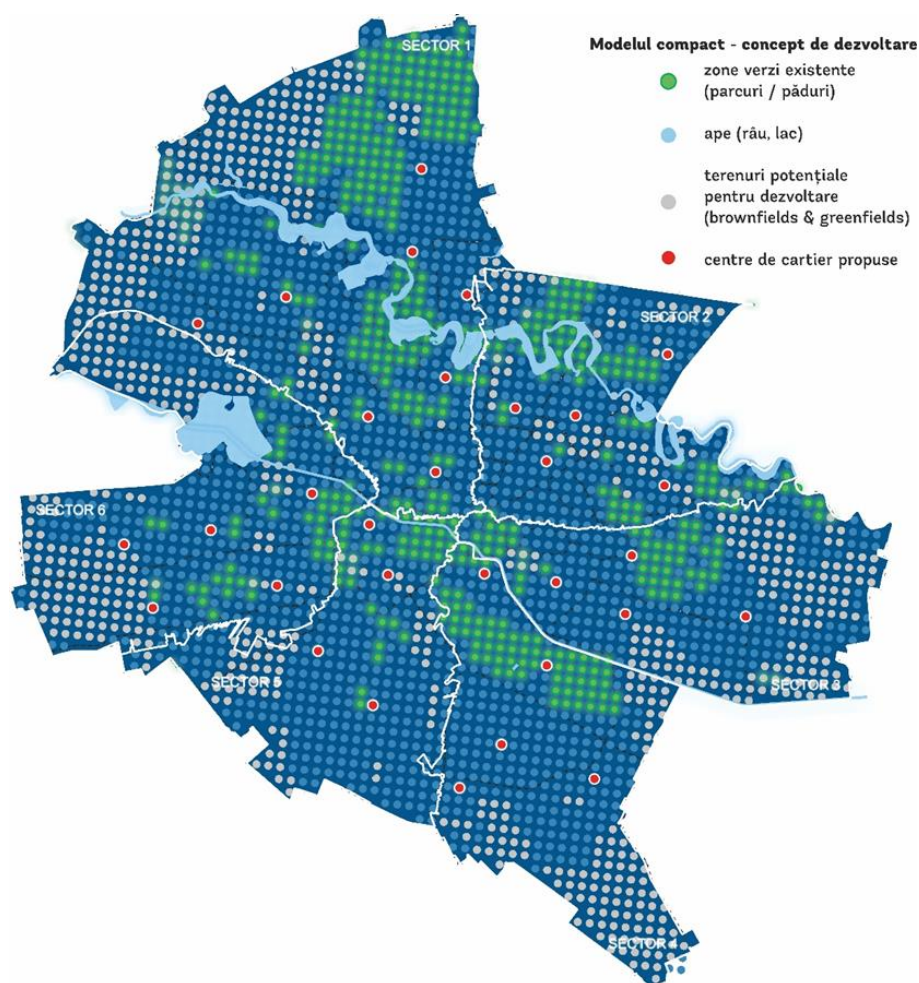 SECTOR 1
Modelul compact - concept de dezvoltare
zone verzi existente
(parcuri / păduri)
ape (râu, lac)
terenuri potențiale
pentru dezvoltare
(brownfields & greenfields)
centre de cartier propuse
SECTOR 2
SECTOR 6
SECTOR 5
SECTOR 3
SECTOR 4